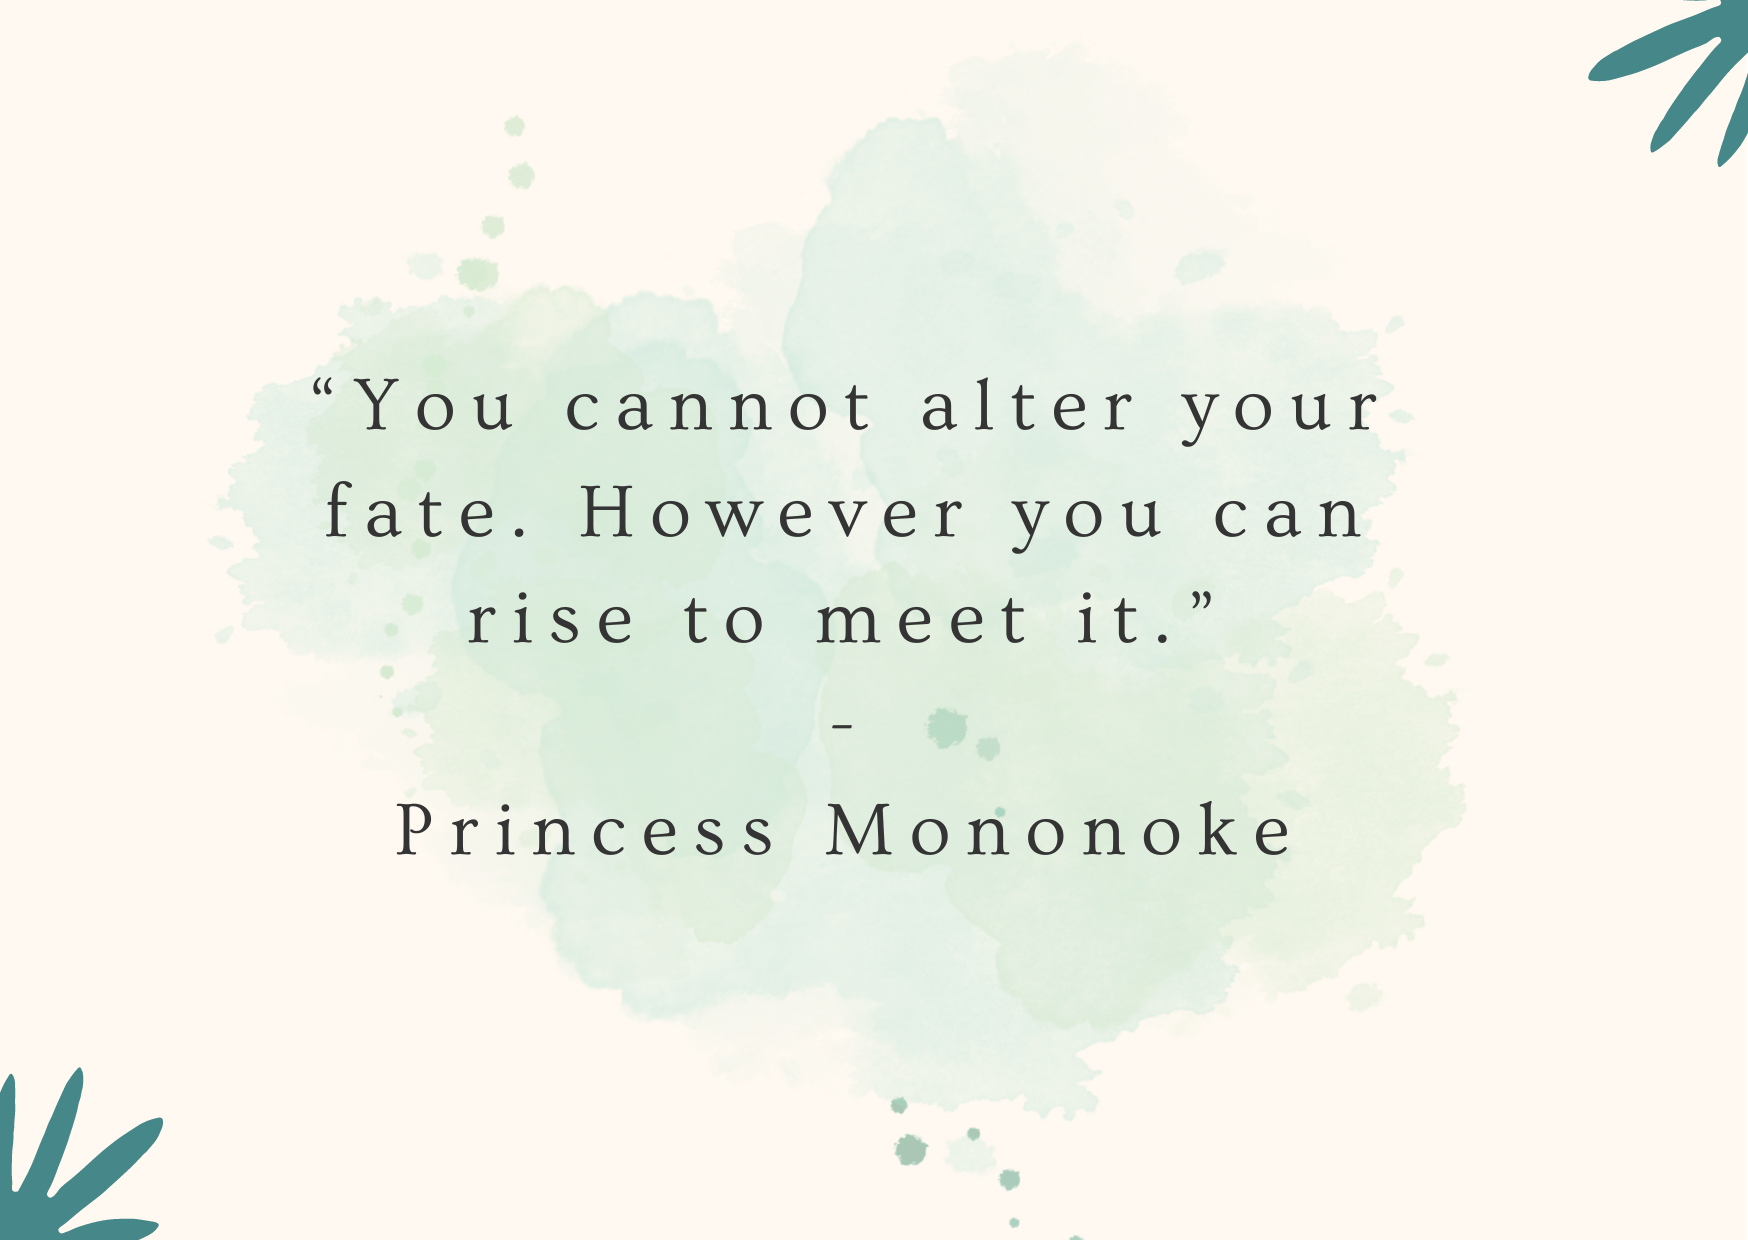 “You cannot alter your
fate. However you can
rise to meet it.”
-
Princess Mononoke